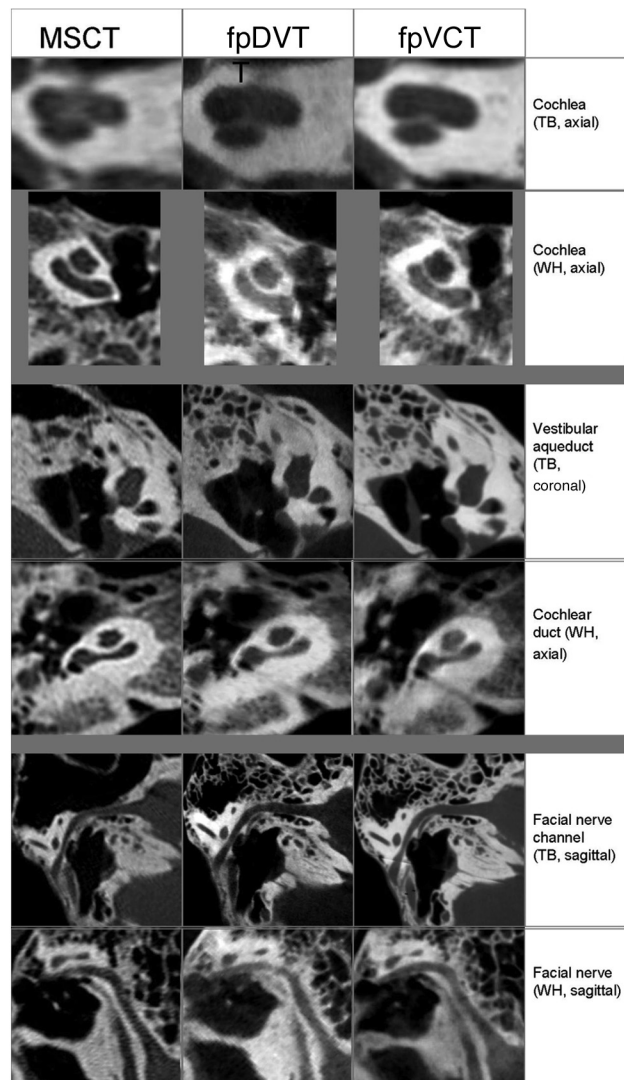 MSCT
fpDVT
fpVCT
T
Cochlea
(TB, axial)
Cochlea
(WH, axial)
Vestibular
aqueduct
(TB,
coronal)
Cochlear
duct (WH,
axial)
Facial nerve
channel
(TB, sagittal)
Facial nerve
(WH, sagittal)